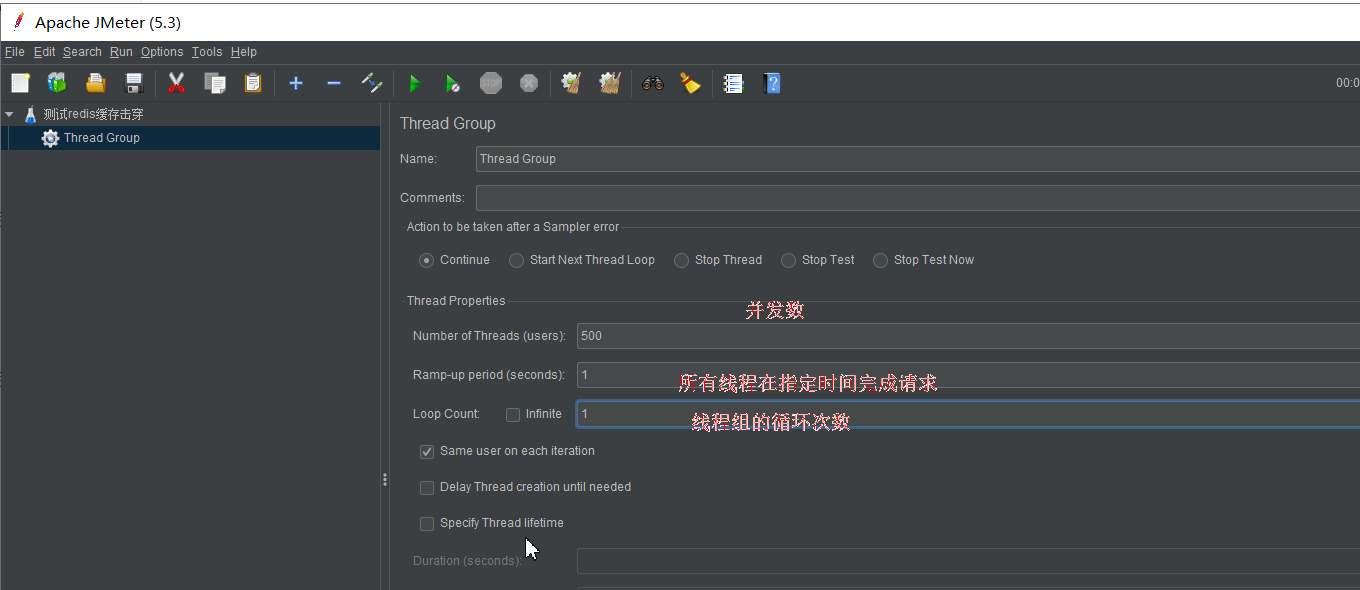 Apache JMeter (5.3)
File Edit Search Run Options Tools Help
STOP
00:0
测试redis缓存击穿
Thread Group
Thread Group
Name: Thread Group
Comments:
Action to be taken after a Sampler error
Continue Start Next Thread Loop Stop Thread Stop Test Stop Test Now
Thread Properties
并发数
Number of Threads (users): 500
Ramp-up period (seconds): 1
所有线程在指定时间完成请求
Loop Count: Infinite 1
线程组的循环次数
Same user on each iteration
Delay Thread creation until needed
Specify Thread lifetime
Duration (seconds):